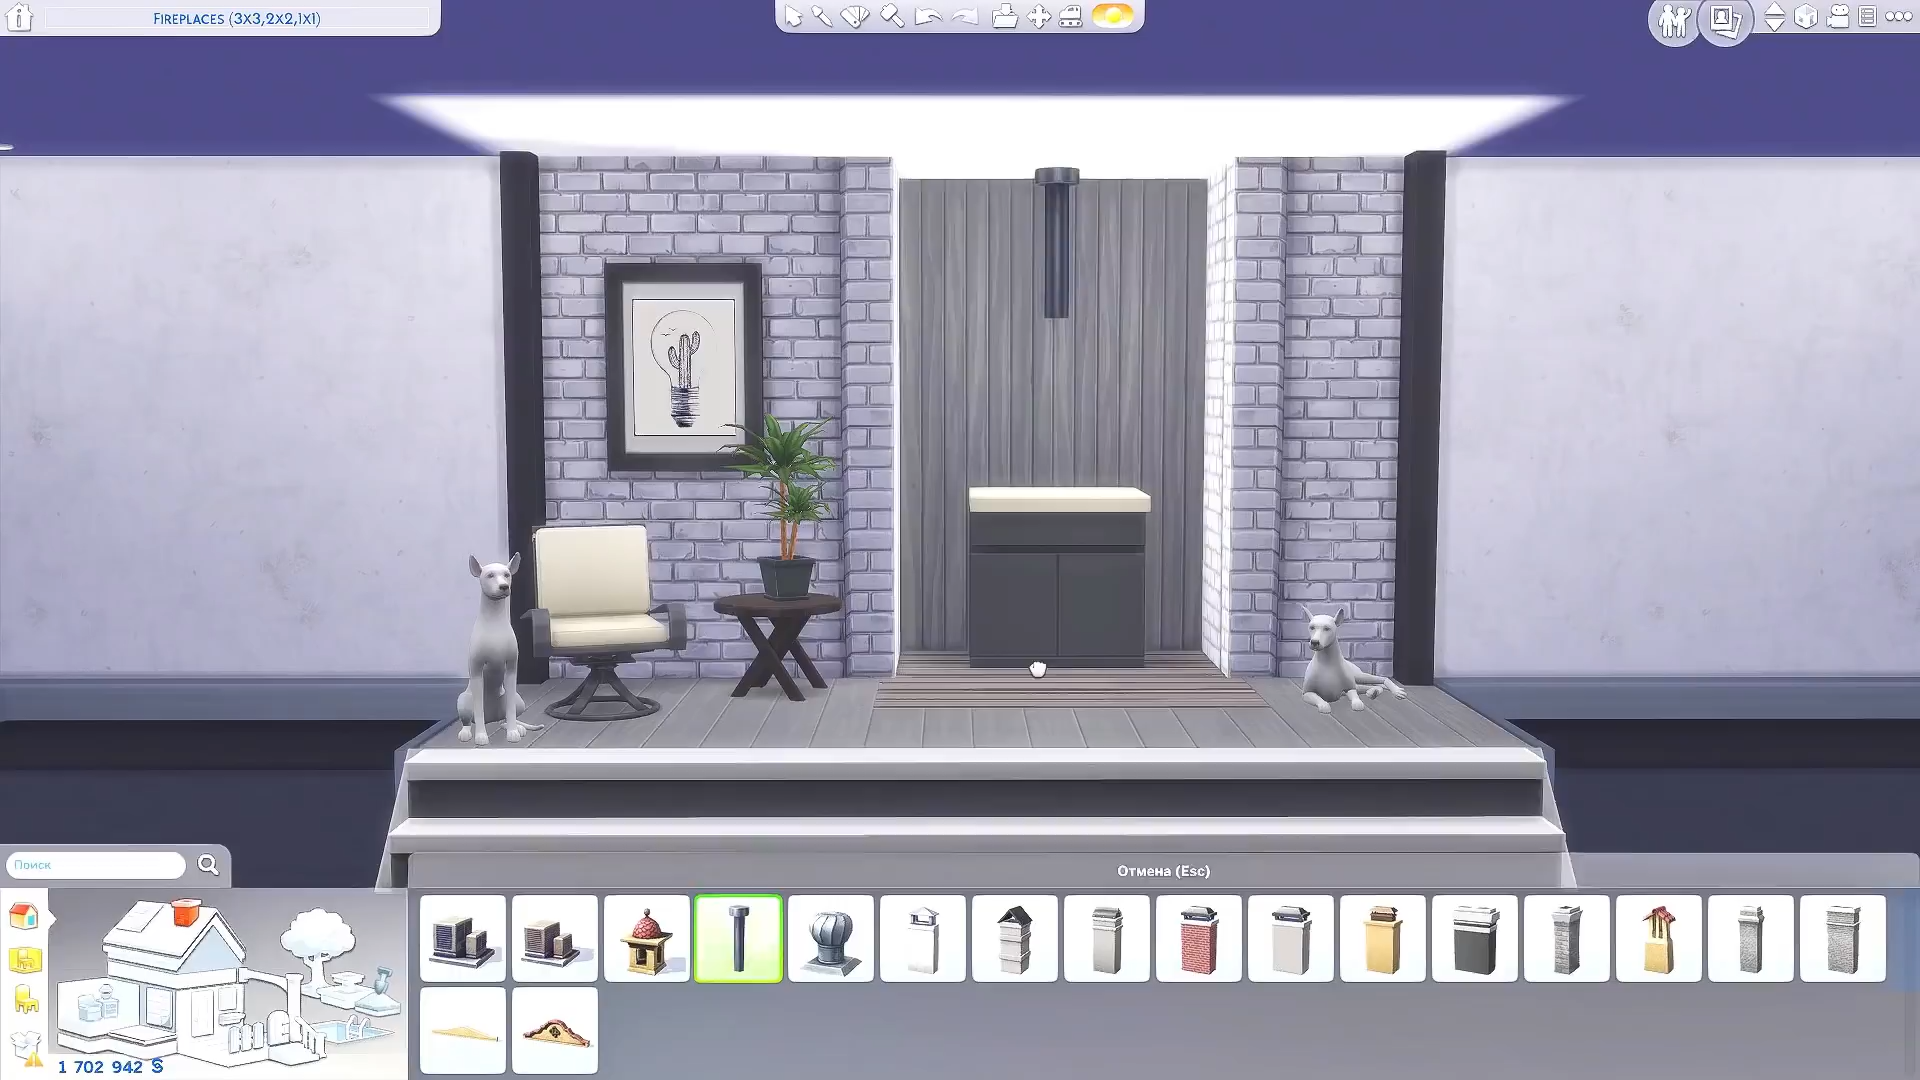 Fireplaces (3x3,2x2,1x1)
Поиск
Отмена (Esc)
1 702 942 §